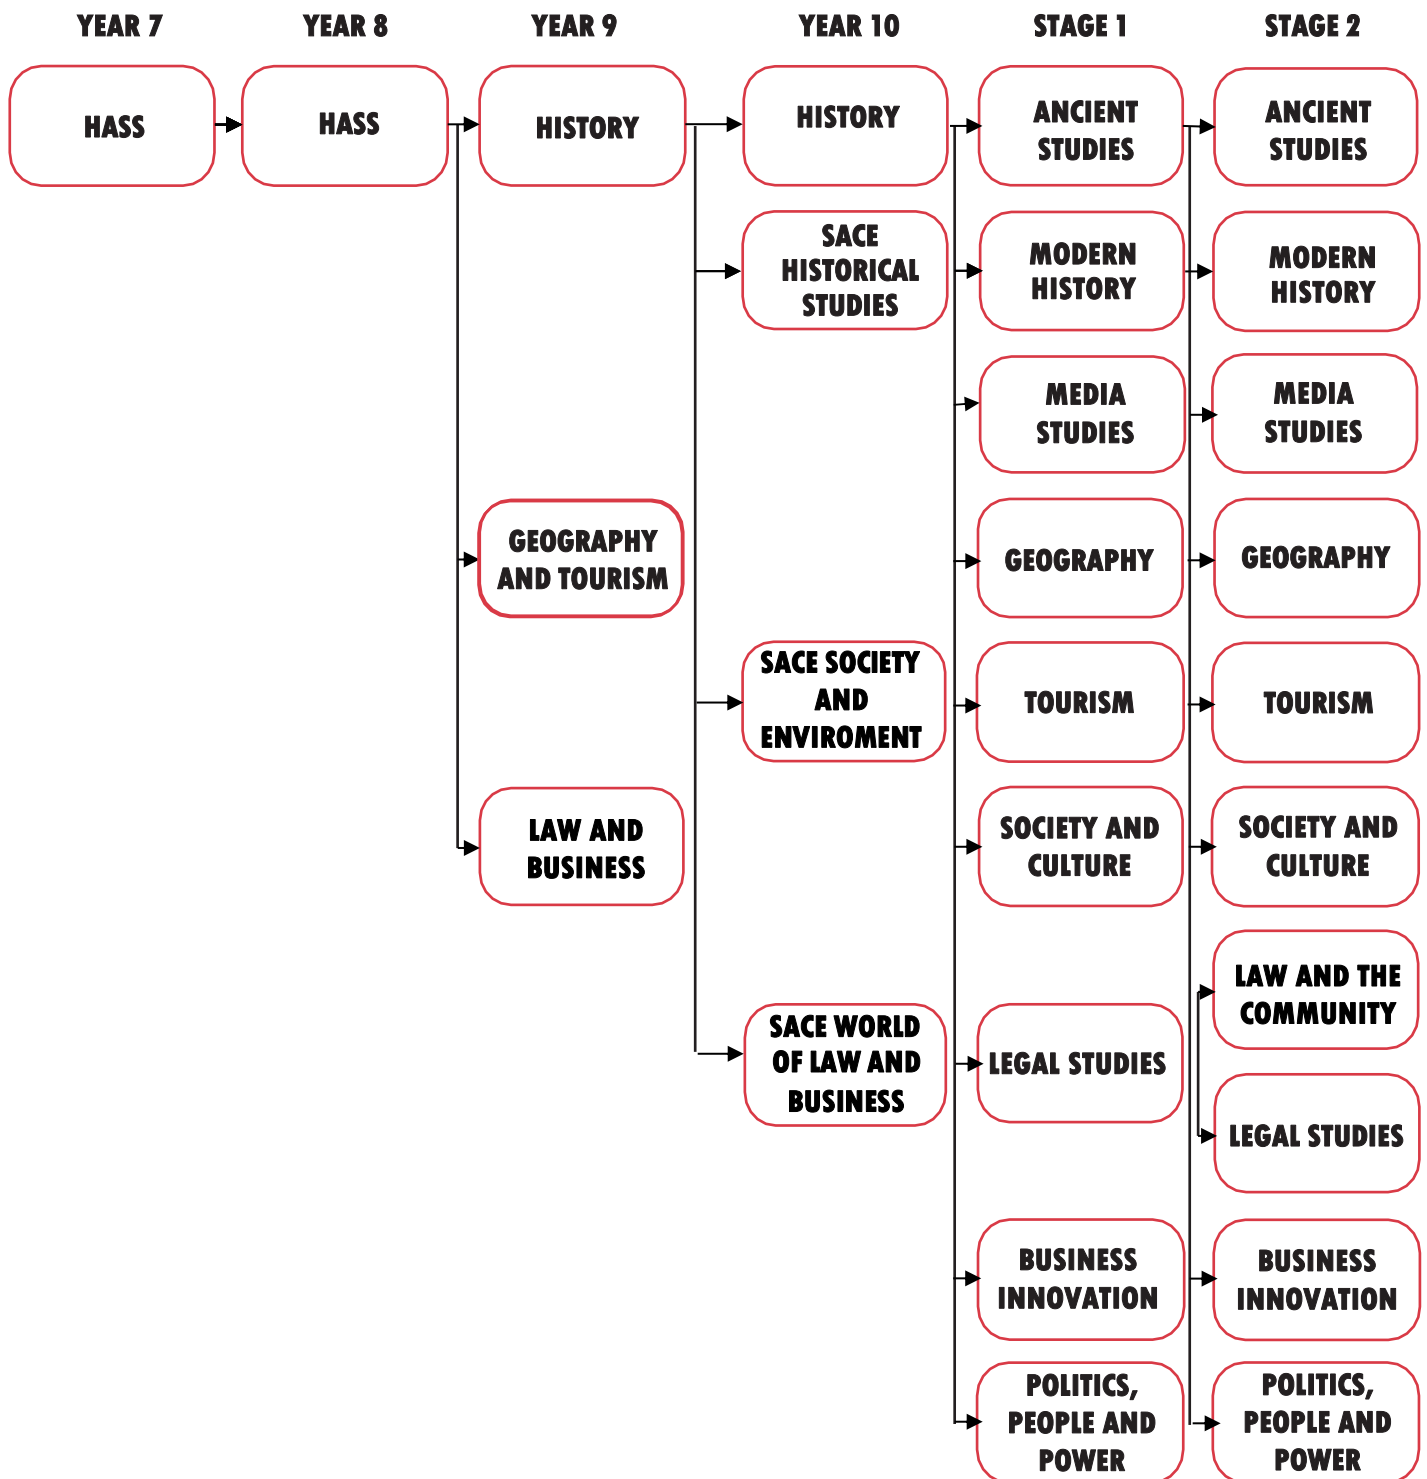 YEAR 7
YEAR 8
YEAR 9
YEAR 10
STAGE 1
STAGE 2
HASS
HASS
HISTORY
HISTORY
ANCIENT
STUDIES
ANCIENT
STUDIES
SACE
HISTORICAL
STUDIES
MODERN
HISTORY
MODERN
HISTORY
MEDIA
STUDIES
MEDIA
STUDIES
GEOGRAPHY
AND TOURISM
GEOGRAPHY
GEOGRAPHY
SACE SOCIETY
AND
ENVIROMENT
TOURISM
TOURISM
LAW AND
BUSINESS
SOCIETY AND
CULTURE
SOCIETY AND
CULTURE
LAW AND THE
COMMUNITY
SACE WORLD
OF LAW AND
BUSINESS
LEGAL STUDIES
LEGAL STUDIES
BUSINESS
INNOVATION
BUSINESS
INNOVATION
POLITICS,
PEOPLE AND
POWER
POLITICS,
PEOPLE AND
POWER